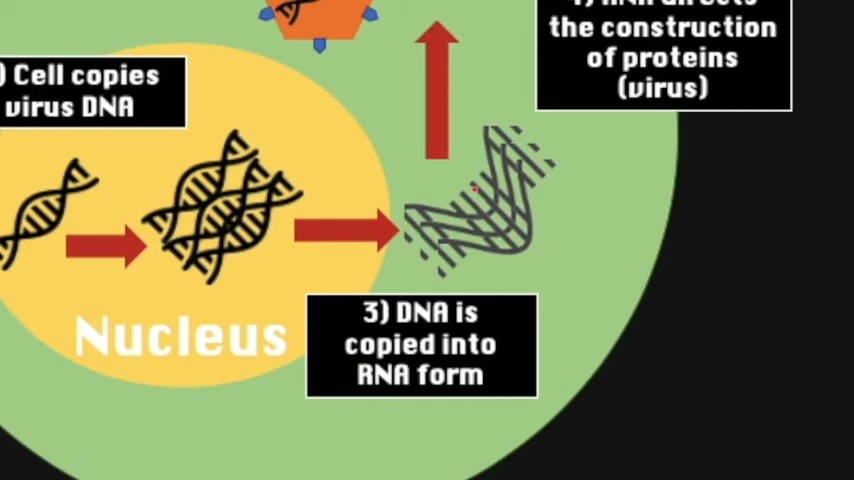 the construction
of proteins
(virus)
) Cell copies
virus DNA
Nucleus
3) DNA is
copied into
RNA form